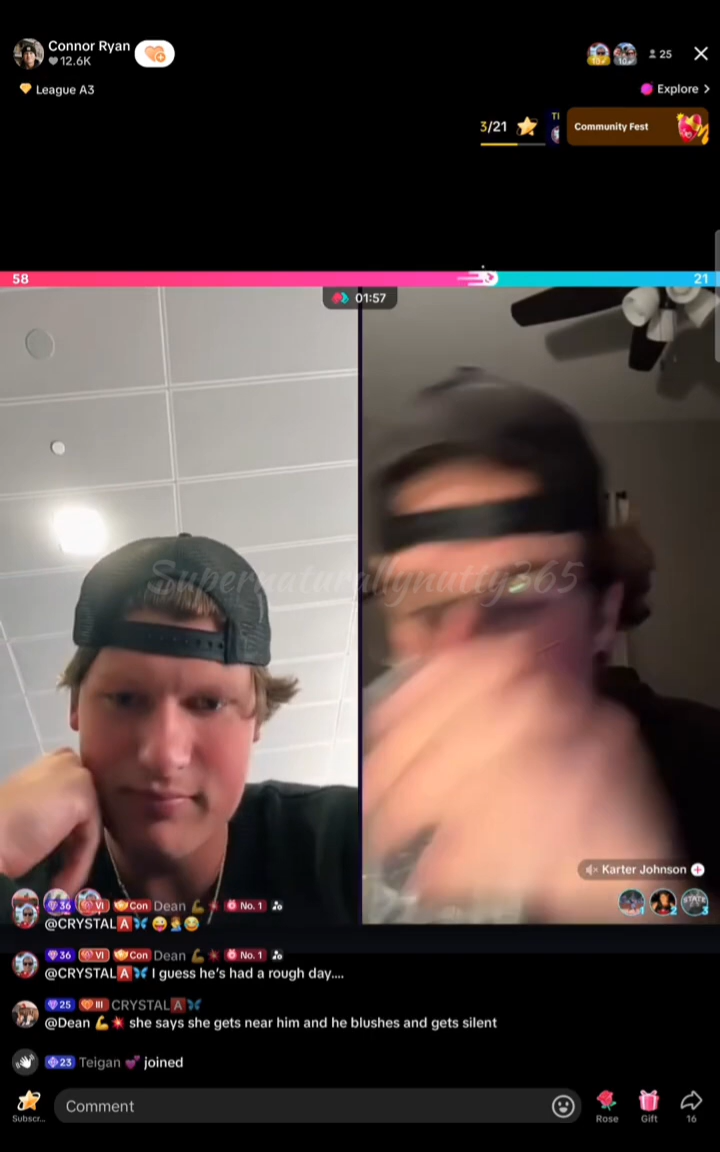 Connor Ryan
12.6K
25
League A3
Explore >
3/21
Community Fest
58
21
01:57
Supernaturallynutty365
Karter Johnson
36 VI Con Dean No. 1
@CRYSTAL A
36 VI Con Dean No. 1
@CRYSTAL A I guess he's had a rough day....
25 III CRYSTAL A
@Dean she says she gets near him and he blushes and gets silent
23 Teigan joined
Subscr...
Comment
Rose
Gift
16